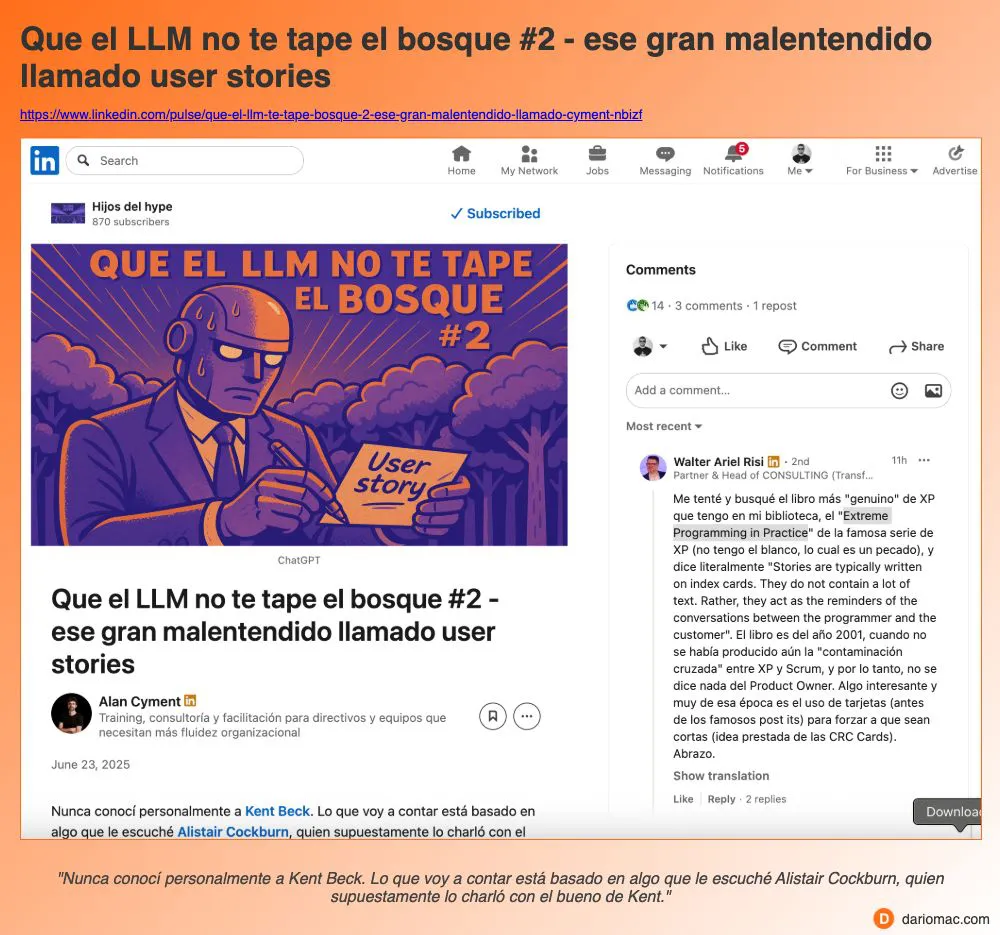 Que el LLM no te tape el bosque #2 - ese gran malentendido
llamado user stories
https://www.linkedin.com/pulse/que-el-llm-te-tape-bosque-2-ese-gran-malentendido-llamado-cyment-nbizf
in
Search
Home
My Network
Jobs
Messaging
5
Notifications
Me
For Business
Advertise
Hijos del hype
870 subscribers
Subscribed
QUE EL LLM NO TE TAPE
EL BOSQUE
#2
User
story
ChatGPT
Que el LLM no te tape el bosque #2 -
ese gran malentendido llamado user
stories
Alan Cyment in
Training, consultoría y facilitación para directivos y equipos que
necesitan más fluidez organizacional
June 23, 2025
Nunca conocí personalmente a Kent Beck. Lo que voy a contar está basado en
algo que le escuché Alistair Cockburn, quien supuestamente lo charló con el
Comments
14 · 3 comments · 1 repost
Like
Comment
Share
Add a comment...
Most recent
Walter Ariel Risi in · 2nd
11h
Partner & Head of CONSULTING (Transf...
Me tenté y busqué el libro más "genuino" de XP
que tengo en mi biblioteca, el "Extreme
Programming in Practice" de la famosa serie de
XP (no tengo el blanco, lo cual es un pecado), y
dice literalmente "Stories are typically written
on index cards. They do not contain a lot of
text. Rather, they act as the reminders of the
conversations between the programmer and the
customer". El libro es del año 2001, cuando no
se había producido aún la "contaminación
cruzada" entre XP y Scrum, y por lo tanto, no se
dice nada del Product Owner. Algo interesante y
muy de esa época es el uso de tarjetas (antes
de los famosos post its) para forzar a que sean
cortas (idea prestada de las CRC Cards).
Abrazo.
Show translation
Like
Reply · 2 replies
Downloa
"Nunca conocí personalmente a Kent Beck. Lo que voy a contar está basado en algo que le escuché Alistair Cockburn, quien
supuestamente lo charló con el bueno de Kent."
D
dariomac.com